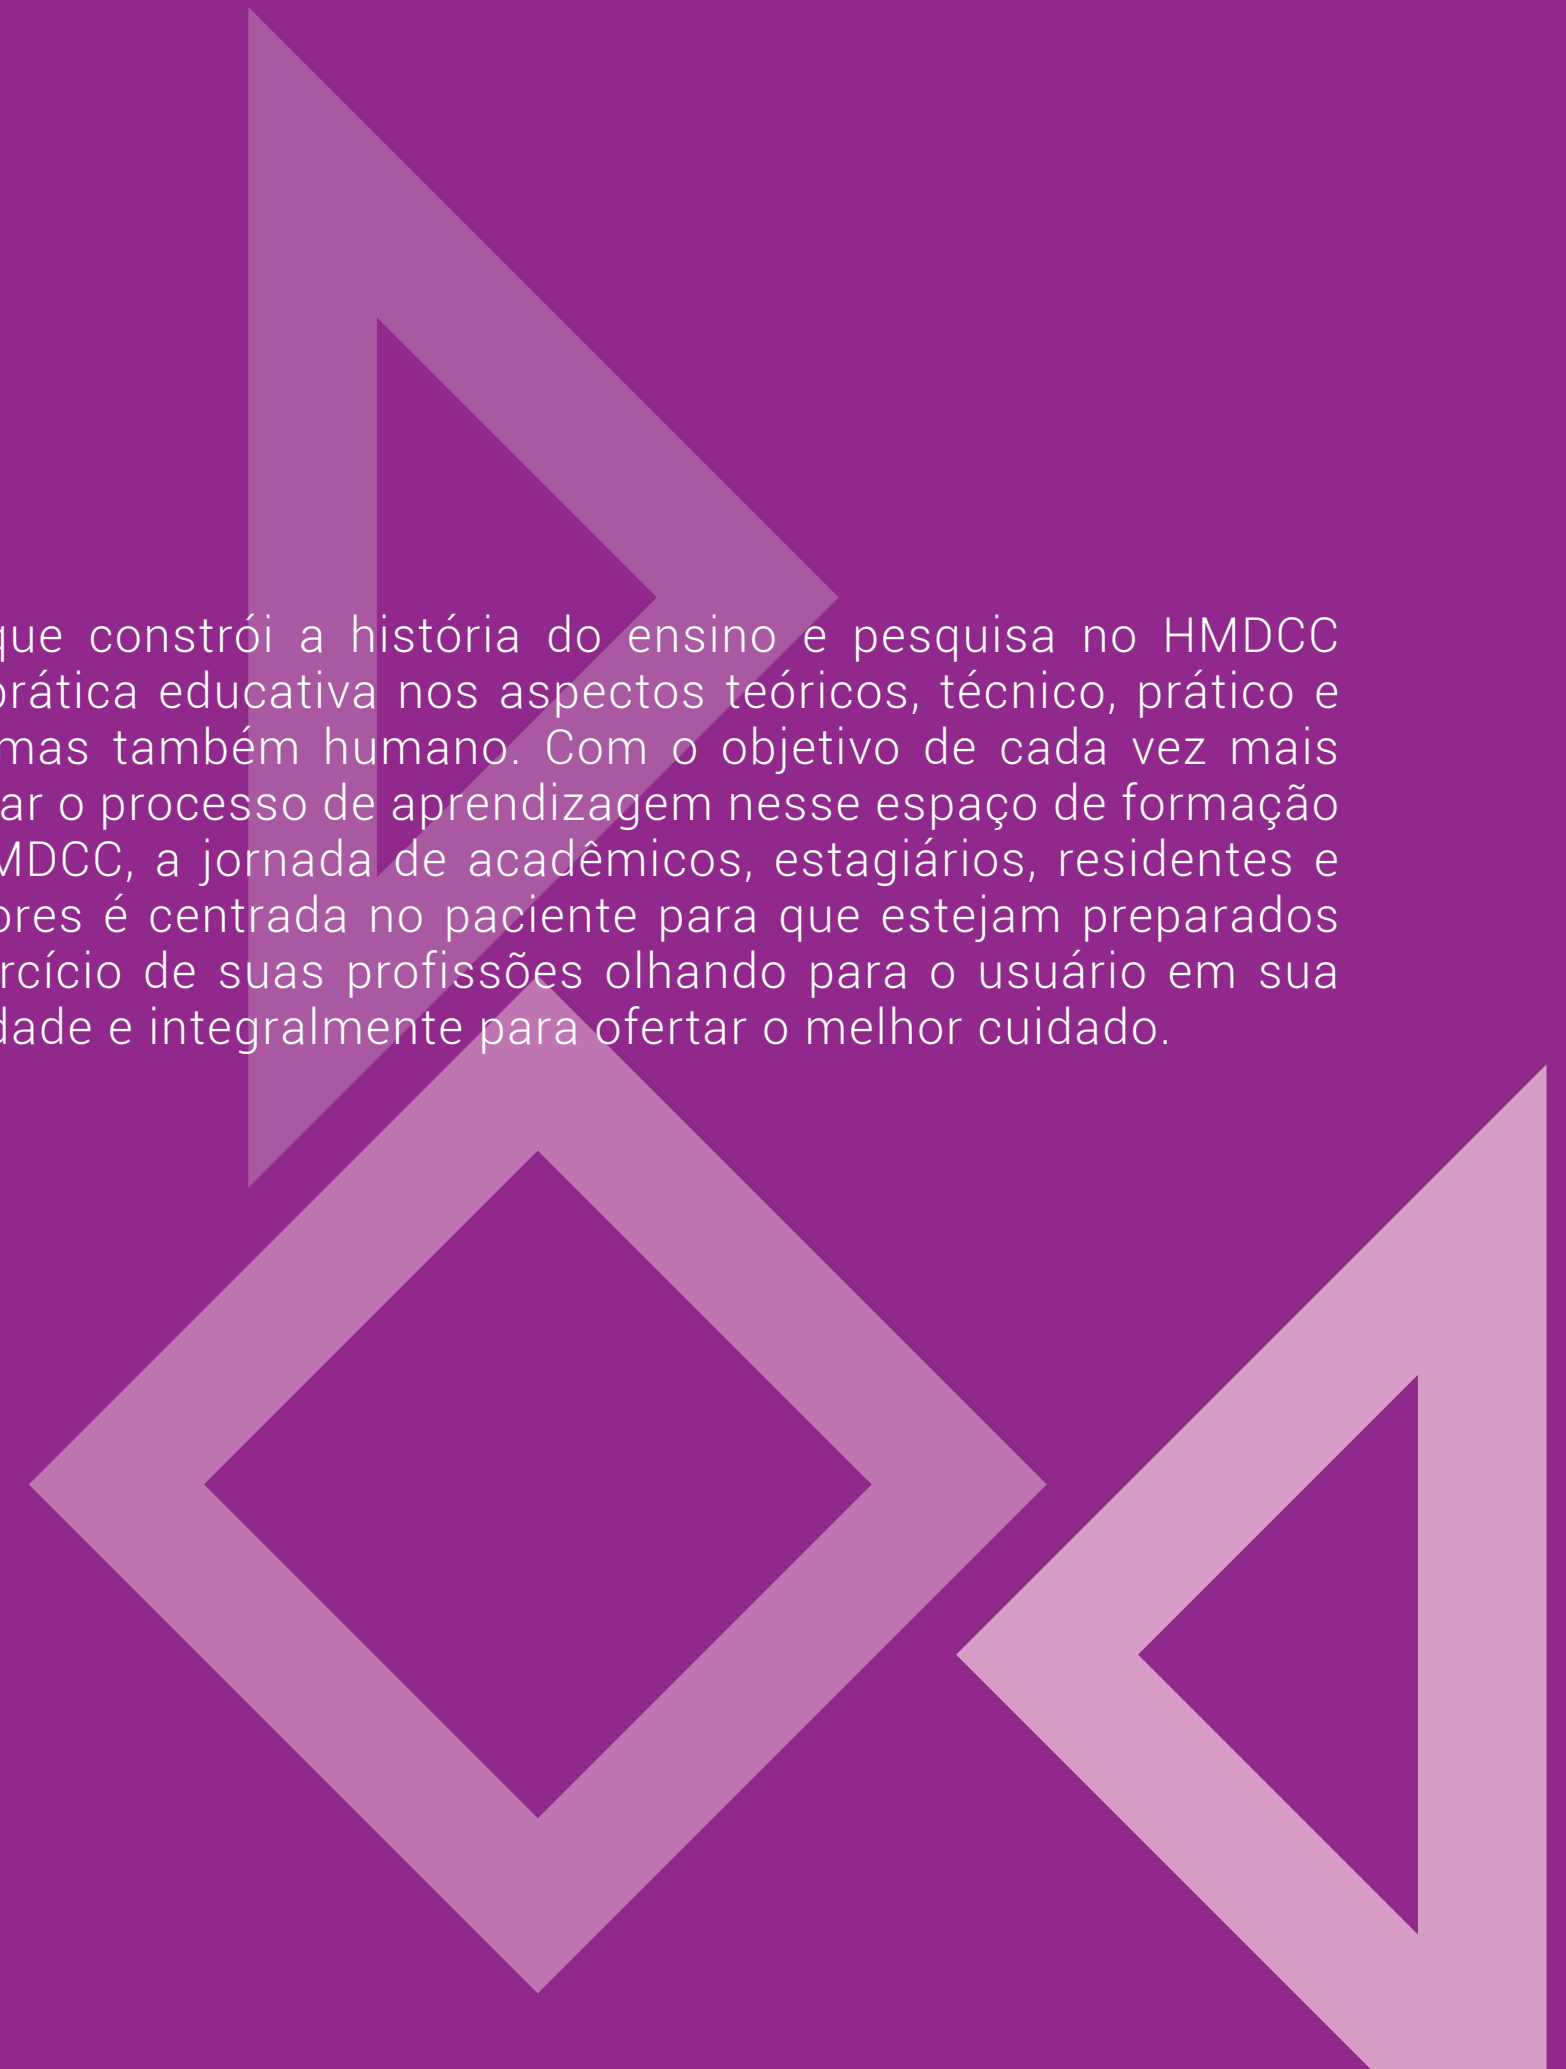 que constrói a história do ensino e pesquisa no HMDCC
prática educativa nos aspectos teóricos, técnico, prático e
mas também humano. Com o objetivo de cada vez mais
ar o processo de aprendizagem nesse espaço de formação
MDCC, a jornada de acadêmicos, estagiários, residentes e
ores é centrada no paciente para que estejam preparados
rcício de suas profissões olhando para o usuário em sua
dade e integralmente para ofertar o melhor cuidado.